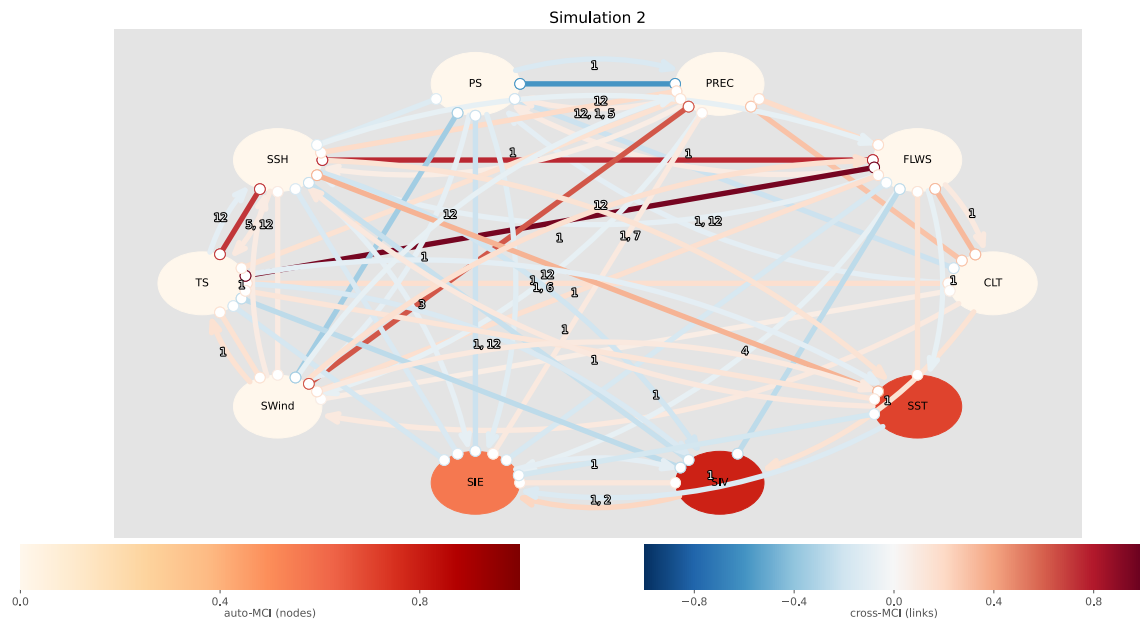 Simulation 2
1
PS
PREC
12
12, 1, 5
1
1
SSH
FLWS
12
12
12
1
5, 12
1, 12
1
1, 7
1
12
TS
1
1
1, 6
1
1
CLT
3
1
1, 12
1
4
1
1
1
SWind
SST
1
1
SIE
SIV
1, 2
0.0
0.4
0.8
auto-MCI (nodes)
−0.8
−0.4
0.0
0.4
0.8
cross-MCI (links)